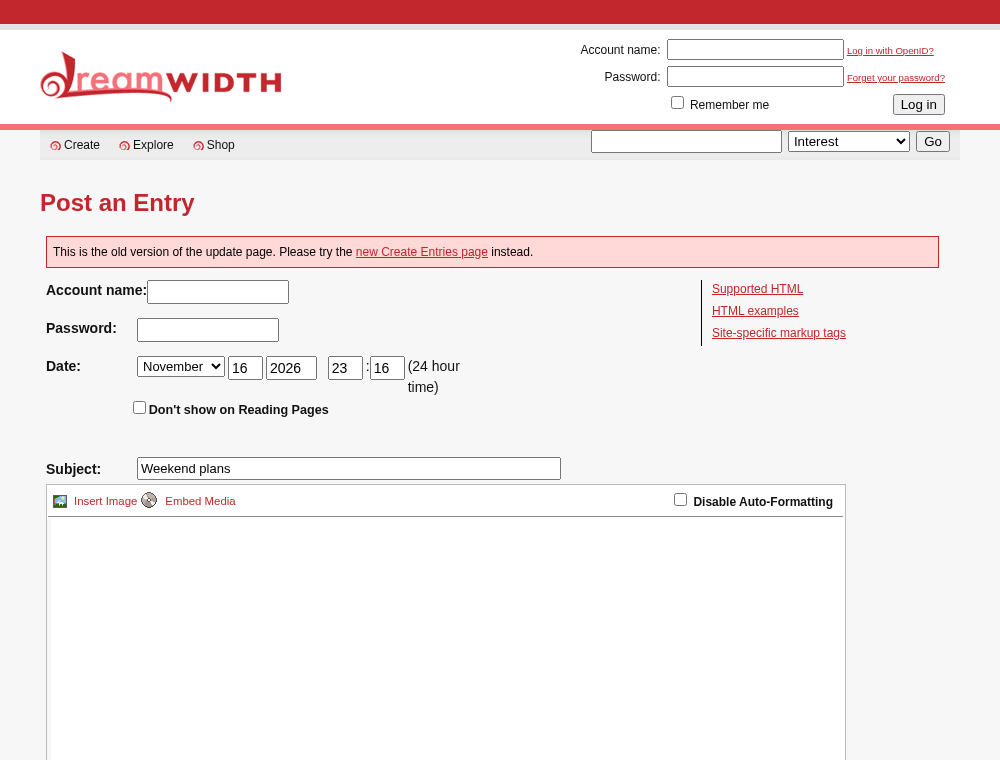 Account name: Log in with OpenID?
dreamWIDTH
Password: Forget your password?
Remember me Log in
Create Explore Shop Interest Go
Post an Entry
This is the old version of the update page. Please try the new Create Entries page instead.
Account name:
Supported HTML
HTML examples
Password:
Site-specific markup tags
Date: November 16 2026 23 : 16 (24 hour
time)
Don't show on Reading Pages
Subject: Weekend plans
Insert Image Embed Media Disable Auto-Formatting